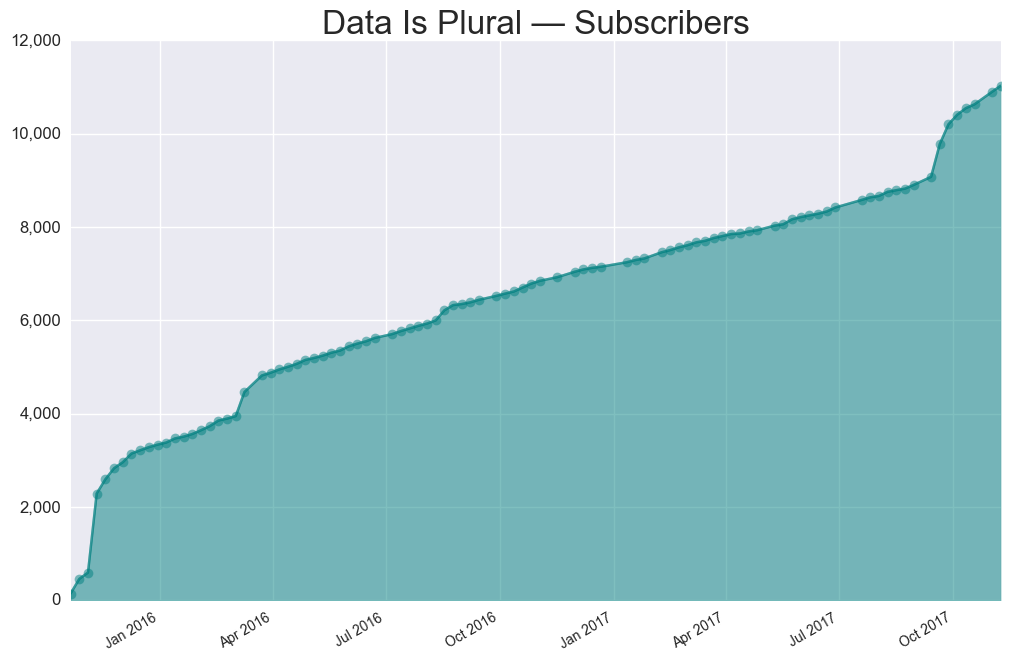 Data Is Plural — Subscribers
12,000
10,000
8,000
6,000
4,000
2,000
0
Jan 2016
Apr 2016
Jul 2016
Oct 2016
Jan 2017
Apr 2017
Jul 2017
Oct 2017